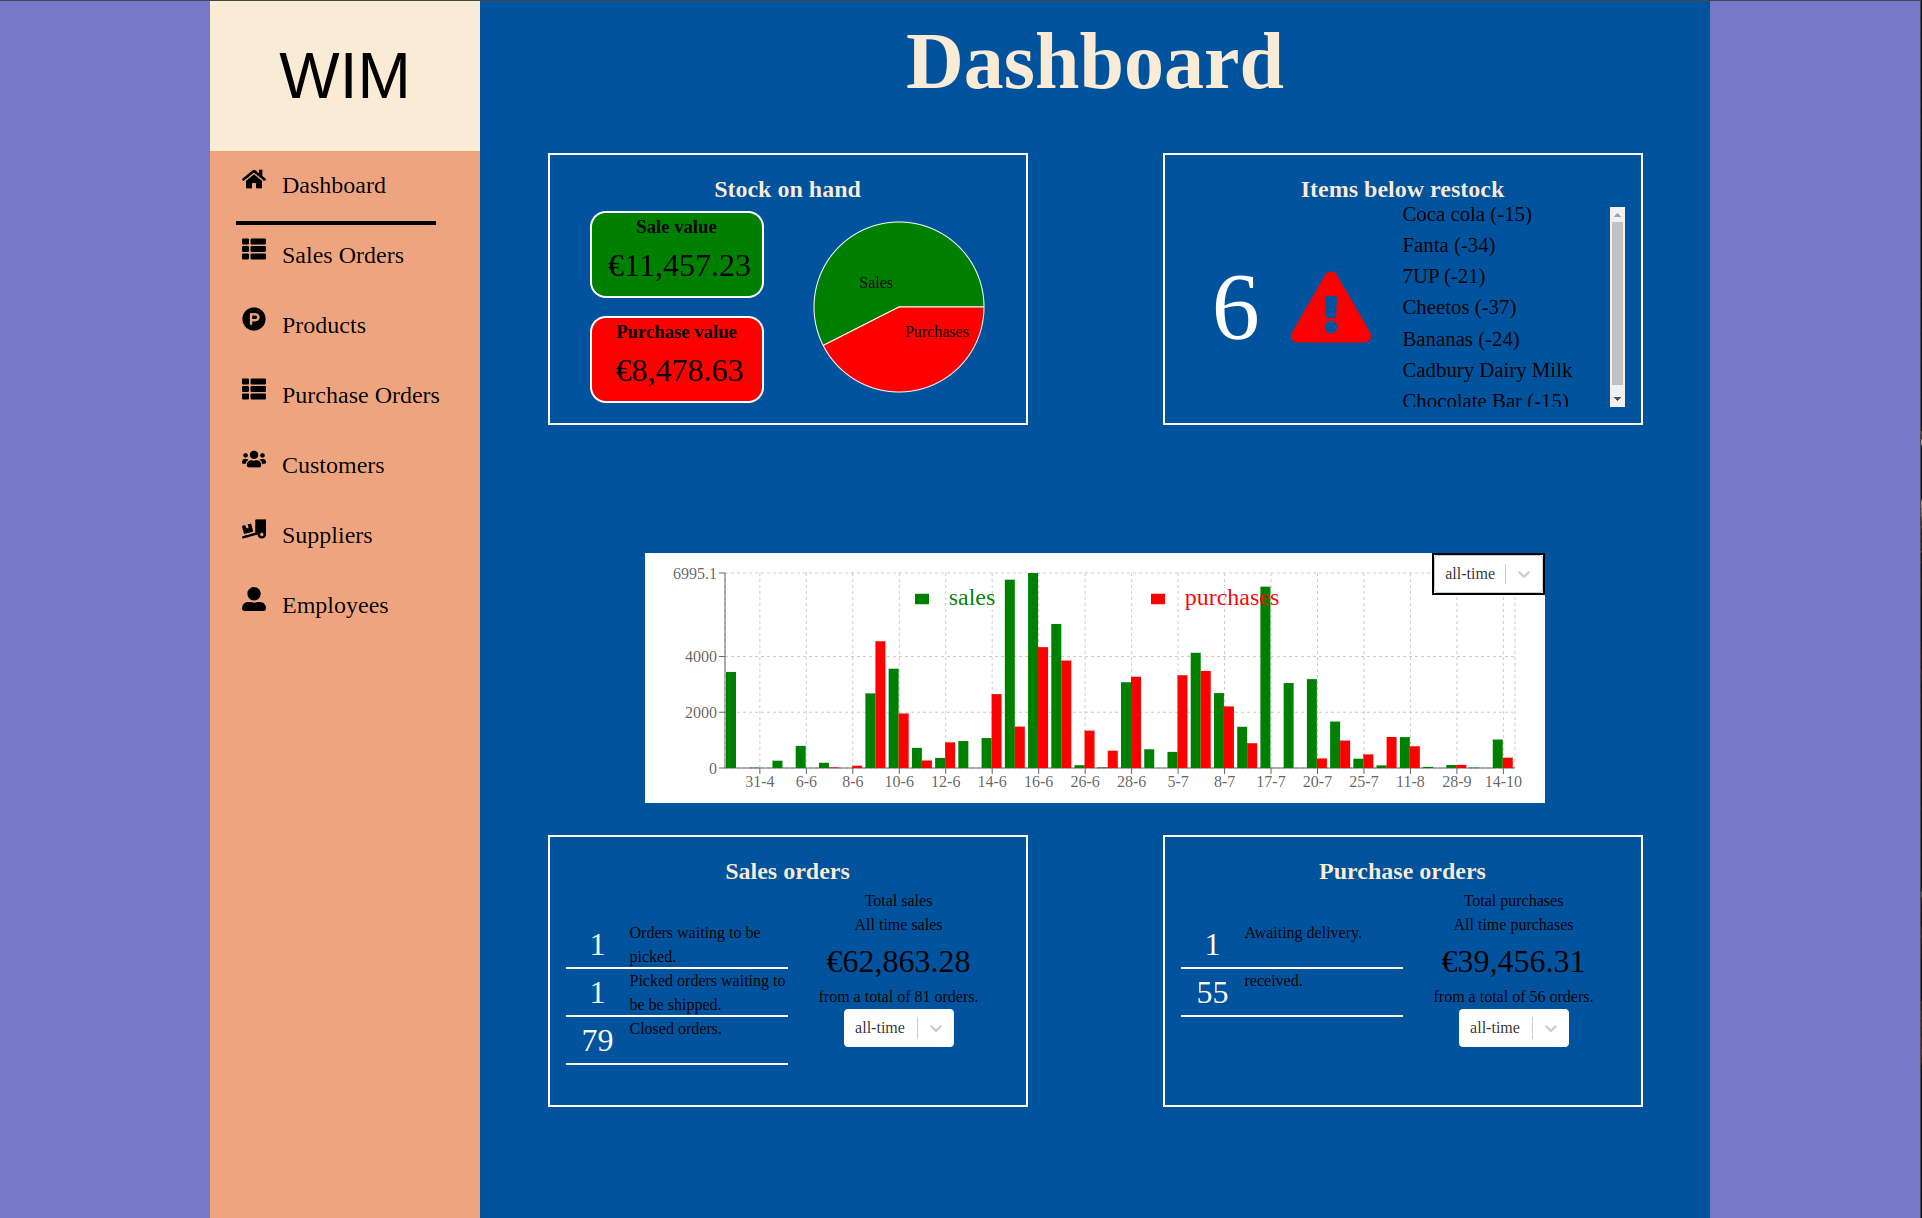 WIM
Dashboard
Sales Orders
Products
Purchase Orders
Customers
Suppliers
Employees
Dashboard
Stock on hand
Sale value
€11,457.23
Purchase value
€8,478.63
Sales
Purchases
Items below restock
6
Coca cola (-15)
Fanta (-34)
7UP (-21)
Cheetos (-37)
Bananas (-24)
Cadbury Dairy Milk
Chocolate Bar (-15)
all-time
sales
purchases
6995.1
4000
2000
0
31-4 6-6 8-6 10-6 12-6 14-6 16-6 26-6 28-6 5-7 8-7 17-7 20-7 25-7 11-8 28-9 14-10
Sales orders
1 Orders waiting to be
picked.
1 Picked orders waiting to
be be shipped.
79 Closed orders.
Total sales
All time sales
€62,863.28
from a total of 81 orders.
all-time
Purchase orders
1 Awaiting delivery.
55 received.
Total purchases
All time purchases
€39,456.31
from a total of 56 orders.
all-time